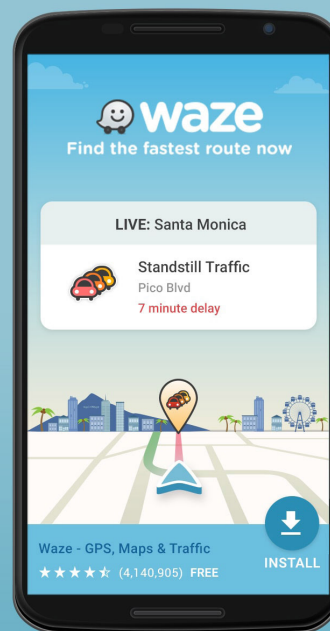 waze
Find the fastest route now
LIVE: Santa Monica
Standstill Traffic
Pico Blvd
7 minute delay
Waze - GPS, Maps & Traffic
(4,140,905) FREE
INSTALL